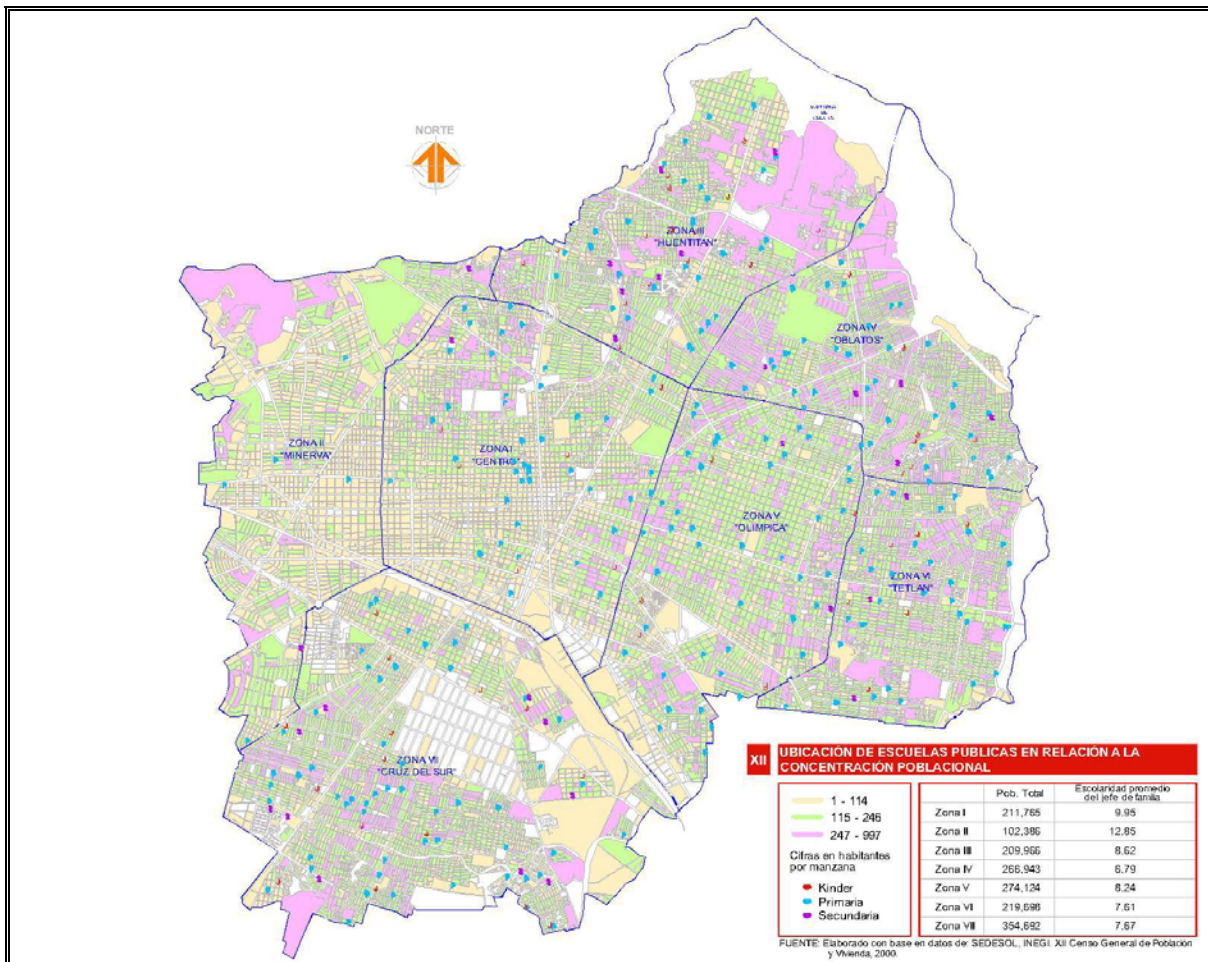 NORTE
ZONA III
"HUENTITAN"
ZONA IV
"OBLATOS"
ZONA II
"MINERVA"
ZONA I
"CENTRO"
ZONA V
"OLIMPICA"
ZONA VI
"TETLAN"
ZONA VII
"CRUZ DEL SUR"
XII UBICACIÓN DE ESCUELAS PÚBLICAS EN RELACIÓN A LA
CONCENTRACIÓN POBLACIONAL
1 - 114
115 - 246
247 - 997
Cifras en habitantes
por manzana
Kinder
Primaria
Secundaria
Pob. Total Escolaridad promedio
del jefe de familia
Zona I 211,765 9.95
Zona II 102,386 12.85
Zona III 209,966 8.62
Zona IV 266,943 6.79
Zona V 274,124 8.24
Zona VI 219,698 7.61
Zona VII 354,692 7.67
FUENTE: Elaborado con base en datos de: SEDESOL, INEGI. XII Censo General de Población
y Vivienda, 2000.